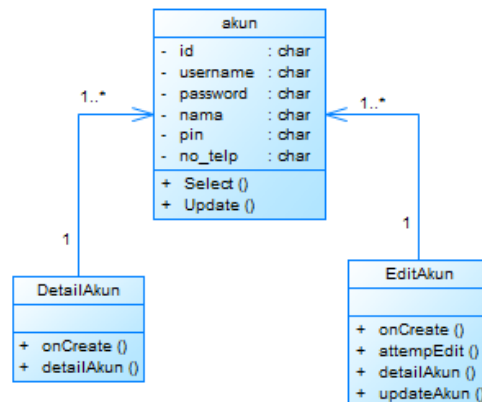 akun
- id : char
- username : char
- password : char
- nama : char
- pin : char
- no_telp : char
+ Select ()
+ Update ()
1..*
1..*
1
1
DetailAkun
+ onCreate ()
+ detailAkun ()
EditAkun
+ onCreate ()
+ attempEdit ()
+ detailAkun ()
+ updateAkun ()